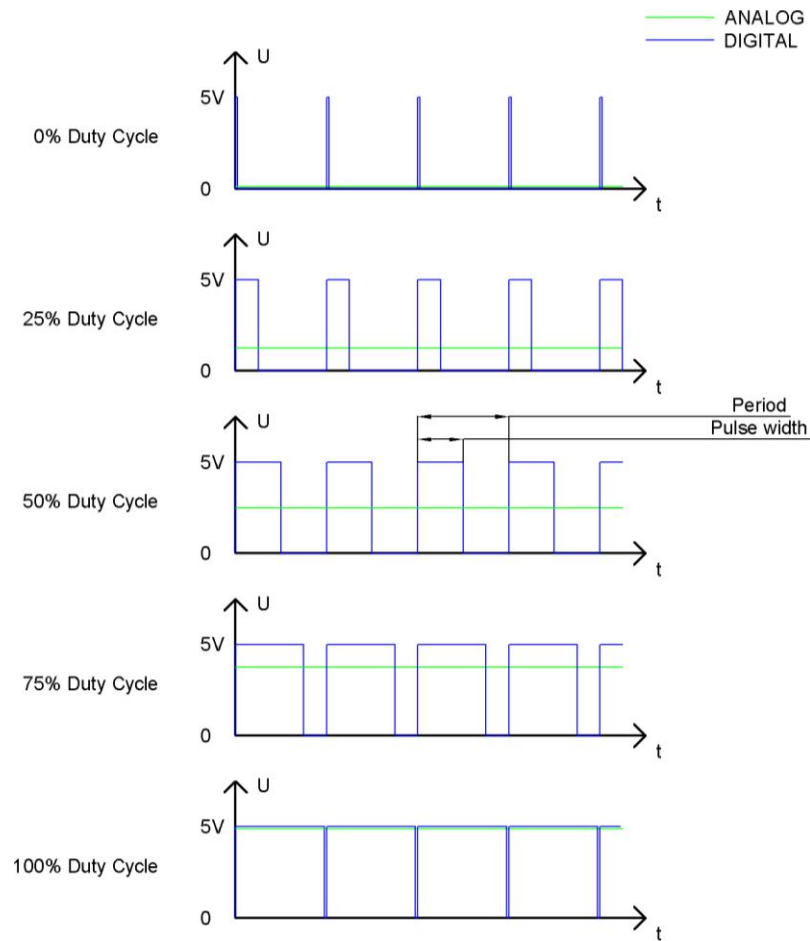 ANALOG
DIGITAL
U
5V
0% Duty Cycle
0
t
U
5V
25% Duty Cycle
0
t
Period
U
Pulse width
5V
50% Duty Cycle
0
t
U
5V
75% Duty Cycle
0
t
U
5V
100% Duty Cycle
0
t